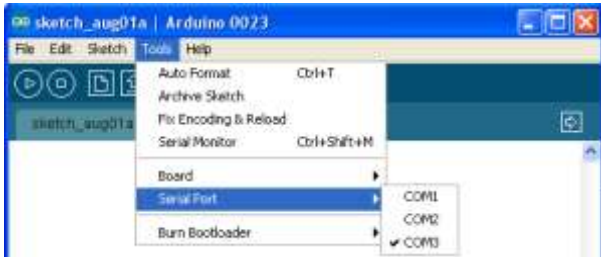 sketch_aug01a | Arduino 0023
File Edit Sketch Tools Help
Auto Format Ctrl+T
Archive Sketch
Fix Encoding & Reload
Serial Monitor Ctrl+Shift+M
sketch_aug01a
Board
Serial Port
Burn Bootloader
COM1
COM2
COM3